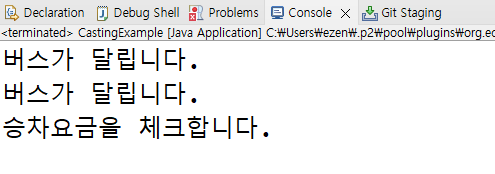 Declaration Debug Shell Problems Console Git Staging
<terminated> CastingExample [Java Application] C:₩Users₩ezen₩.p2₩pool₩plugins₩org.ec
버스가 달립니다.
버스가 달립니다.
승차요금을 체크합니다.